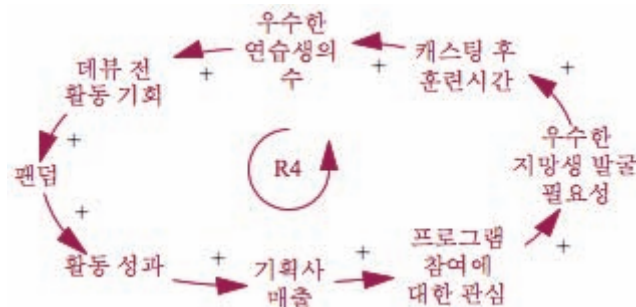 우수한
연습생의
수
캐스팅 후
훈련시간
데뷰 전
활동 기회
+
+
+
우수한
지망생 발굴
필요성
+
팬덤
R4
+
활동 성과
+
기획사
매출
+
프로그램
참여에
대한 관심
+